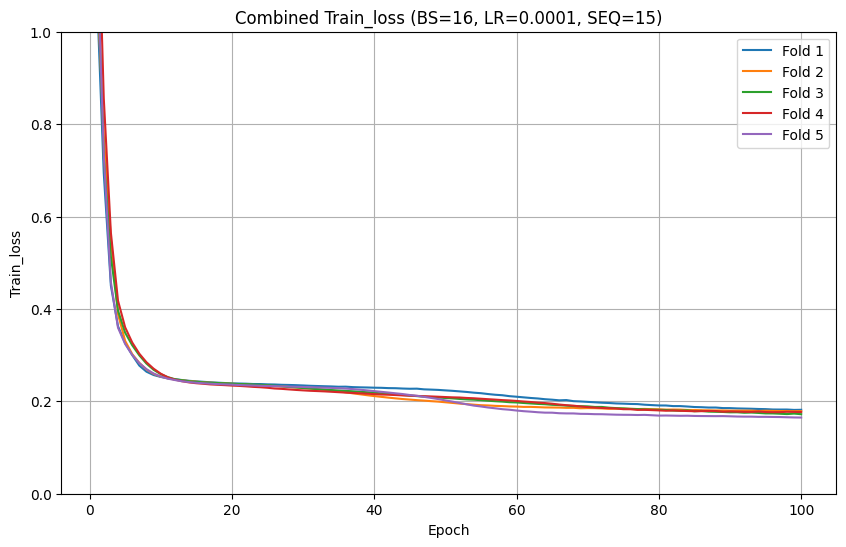 Combined Train_loss (BS=16, LR=0.0001, SEQ=15)
Train_loss
1.0
0.8
0.6
0.4
0.2
0.0
Fold 1
Fold 2
Fold 3
Fold 4
Fold 5
0 20 40 60 80 100
Epoch